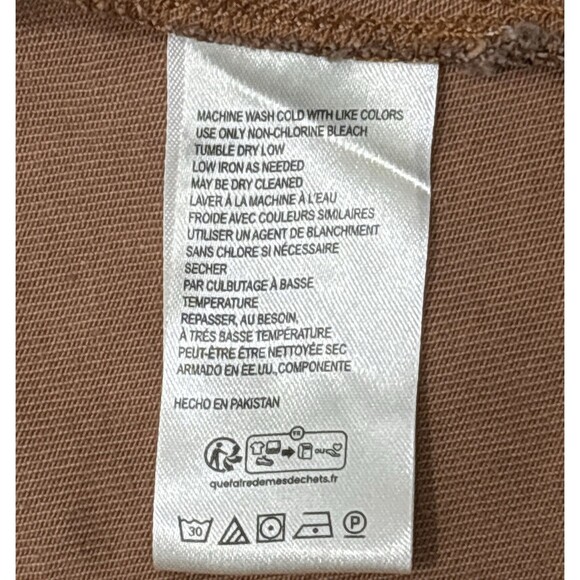 MACHINE WASH COLD WITH LIKE COLORS
USE ONLY NON-CHLORINE BLEACH
TUMBLE DRY LOW
LOW IRON AS NEEDED
MAY BE DRY CLEANED
LAVER À LA MACHINE À L'EAU
FROIDE AVEC COULEURS SIMILAIRES
UTILISER UN AGENT DE BLANCHIMENT
SANS CHLORE SI NÉCESSAIRE
SECHER
PAR CULBUTAGE À BASSE
TEMPERATURE
REPASSER, AU BESOIN,
À TRÉS BASSE TEMPÉRATURE
PEUT-ÊTRE ÊTRE NETTOYÉE SEC
ARMADO EN EE.UU., COMPONENTE
HECHO EN PAKISTAN
FR
OU
quefairedemesdechets.fr
30 P